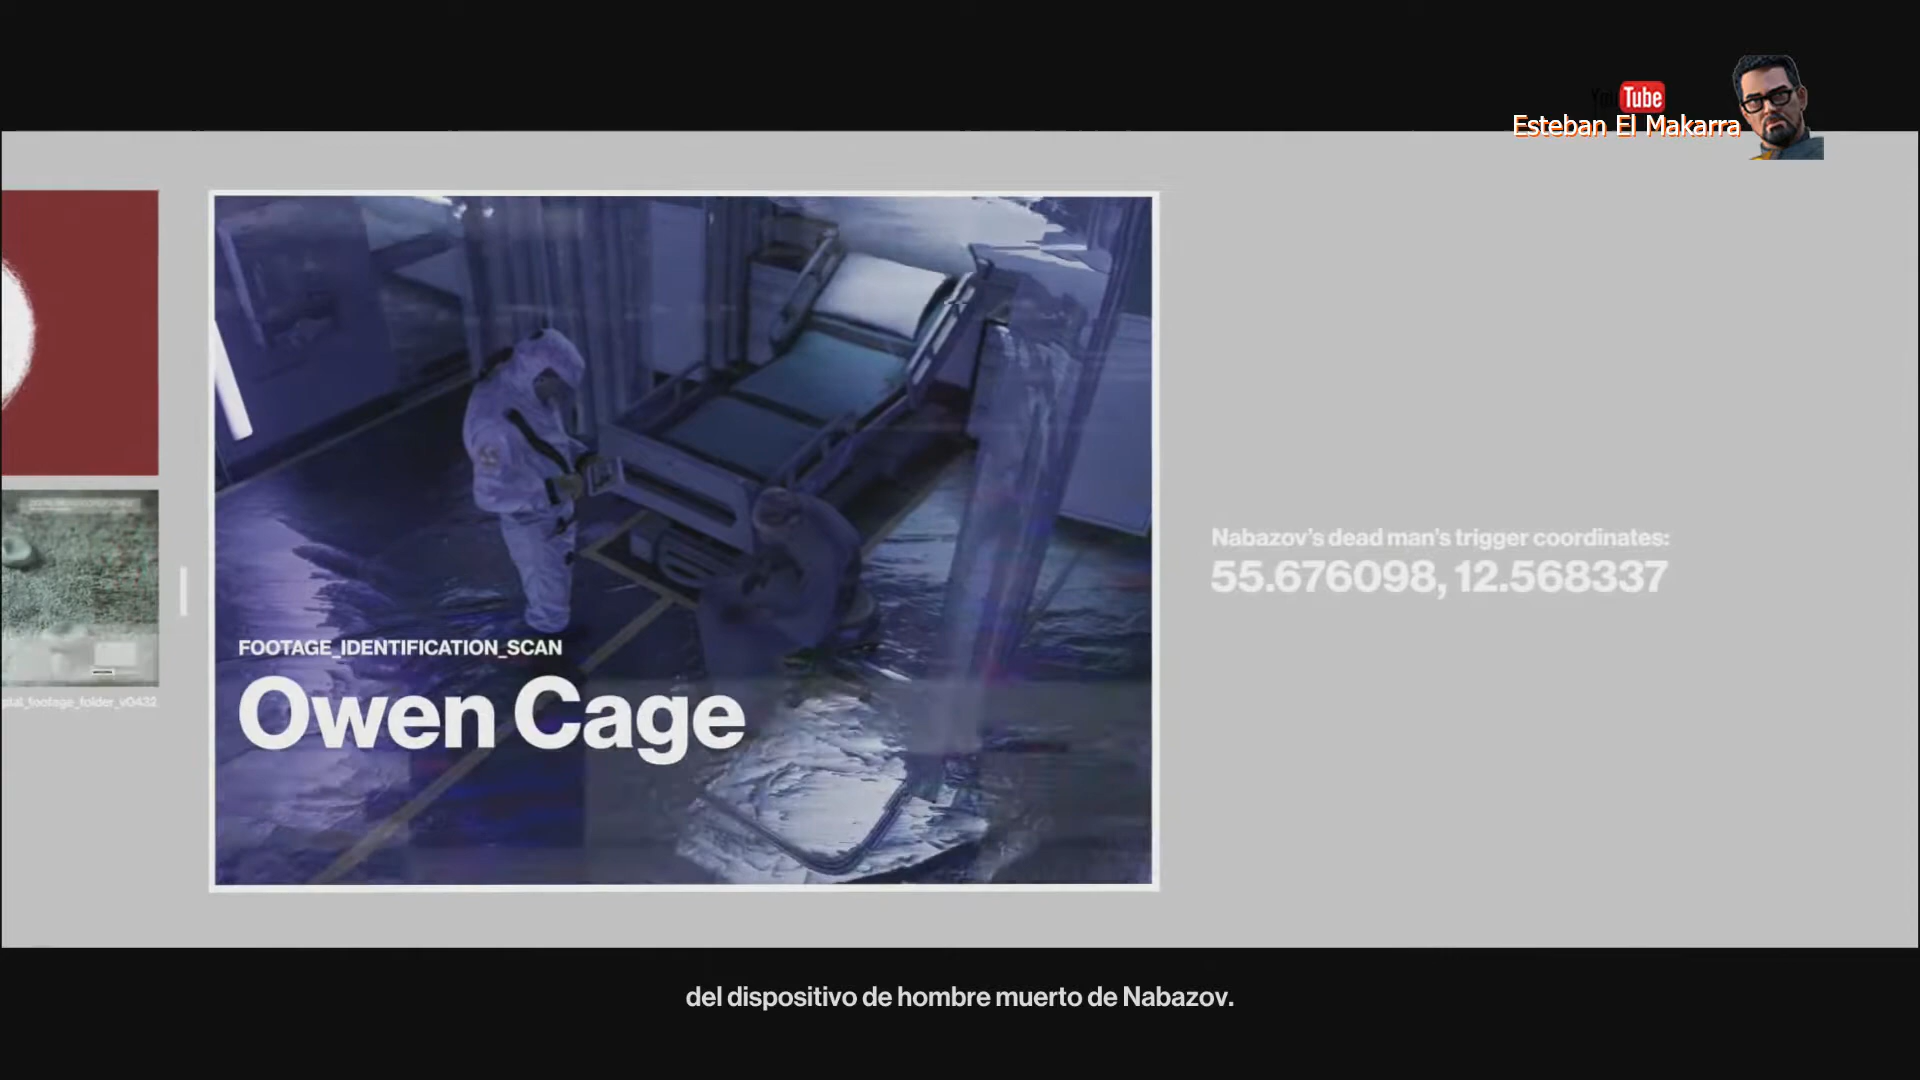 YouTube
Esteban El Makarra
FOOTAGE_IDENTIFICATION_SCAN
Owen Cage
Nabazov's dead man's trigger coordinates:
55.676098, 12.568337
del dispositivo de hombre muerto de Nabazov.